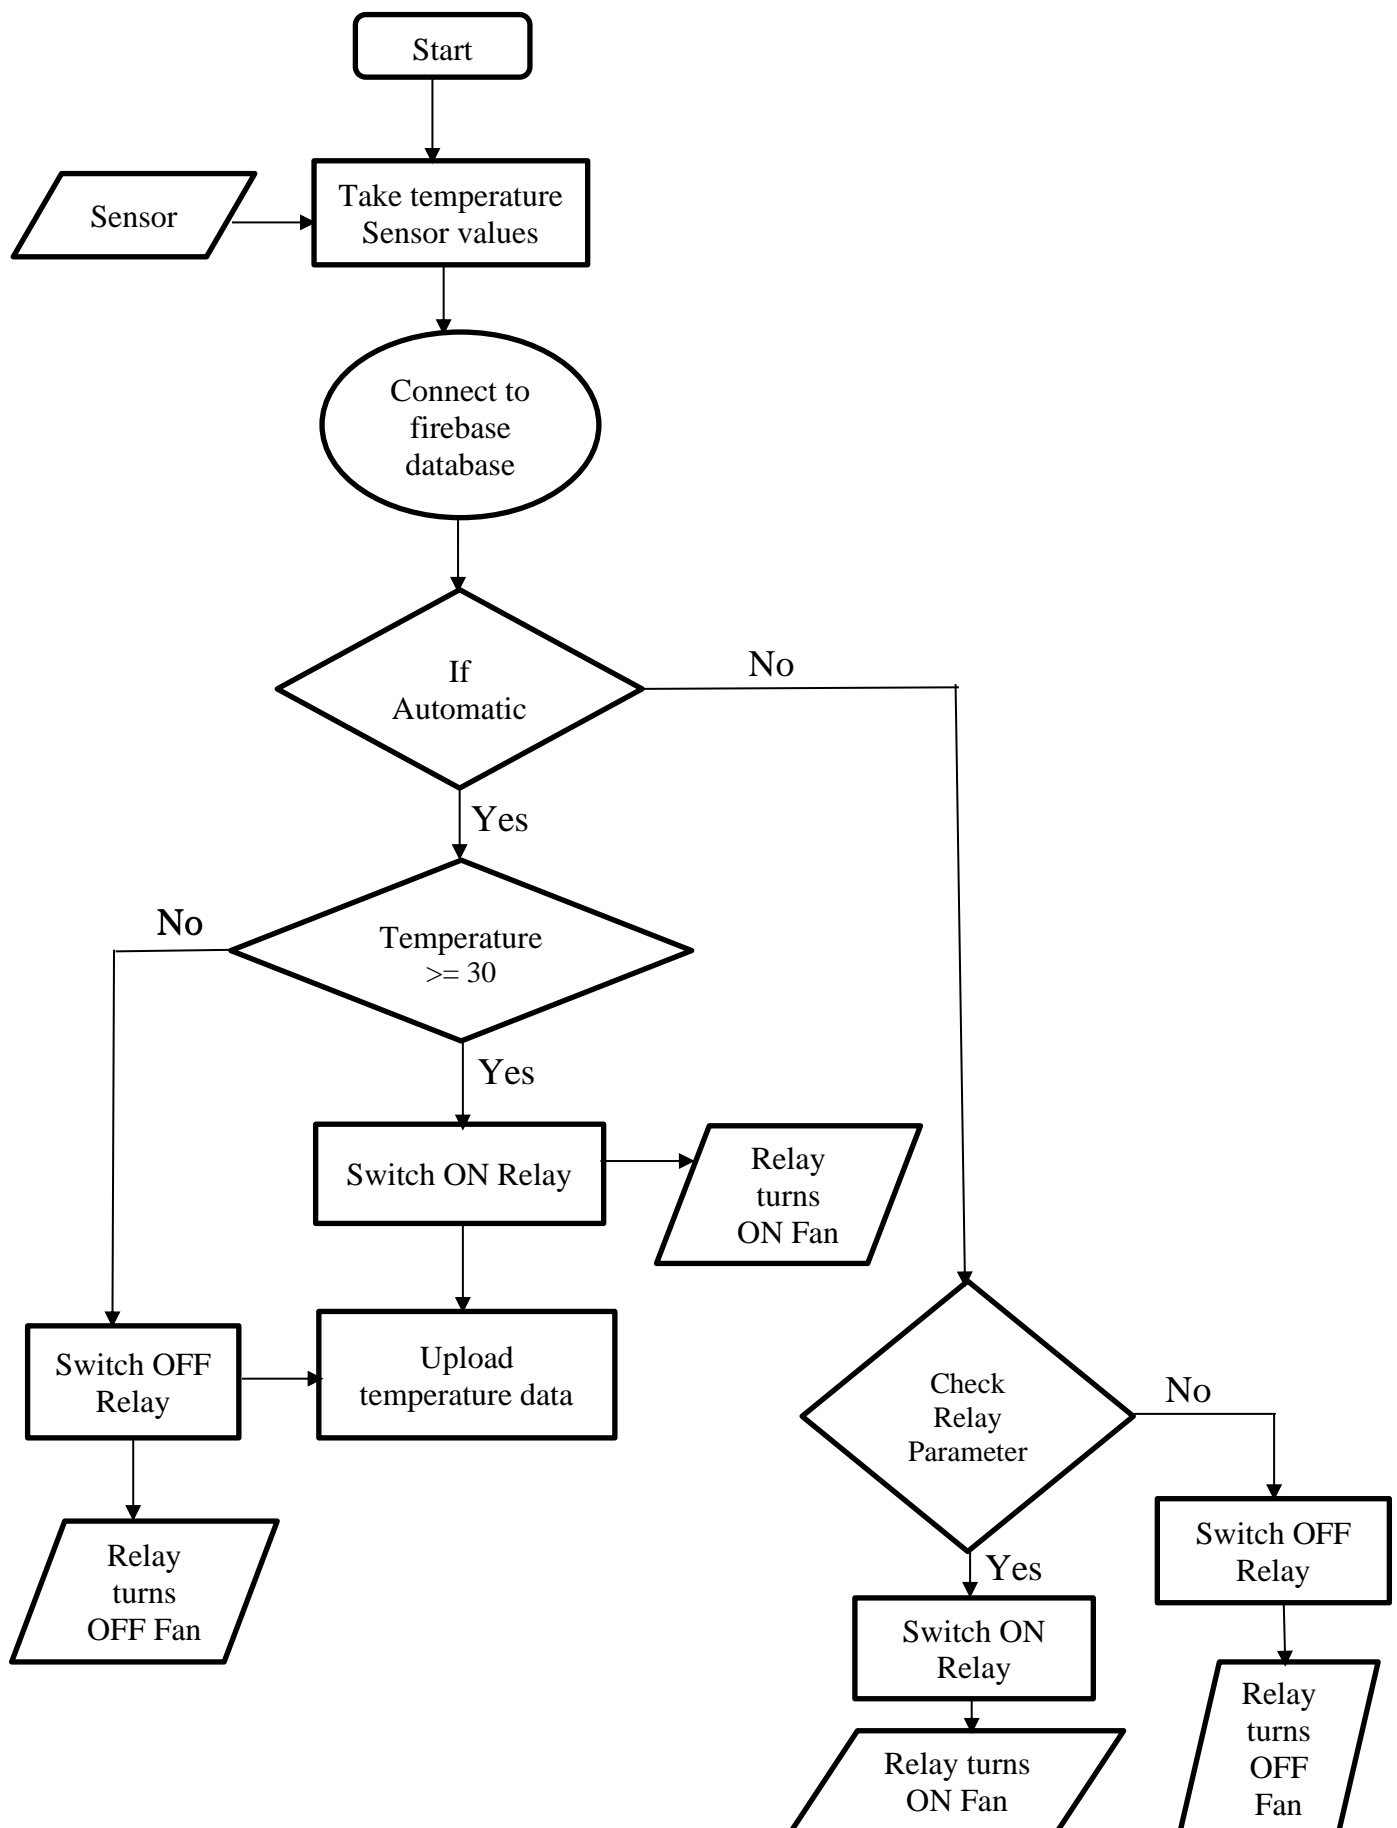 Start
Sensor
Take temperature
Sensor values
Connect to
firebase
database
If
Automatic
No
Yes
No
Temperature
>= 30
Yes
Switch ON Relay
Relay
turns
ON Fan
Switch OFF
Relay
Upload
temperature data
Check
Relay
Parameter
No
Relay
turns
OFF Fan
Yes
Switch OFF
Relay
Switch ON
Relay
Relay turns
ON Fan
Relay
turns
OFF
Fan